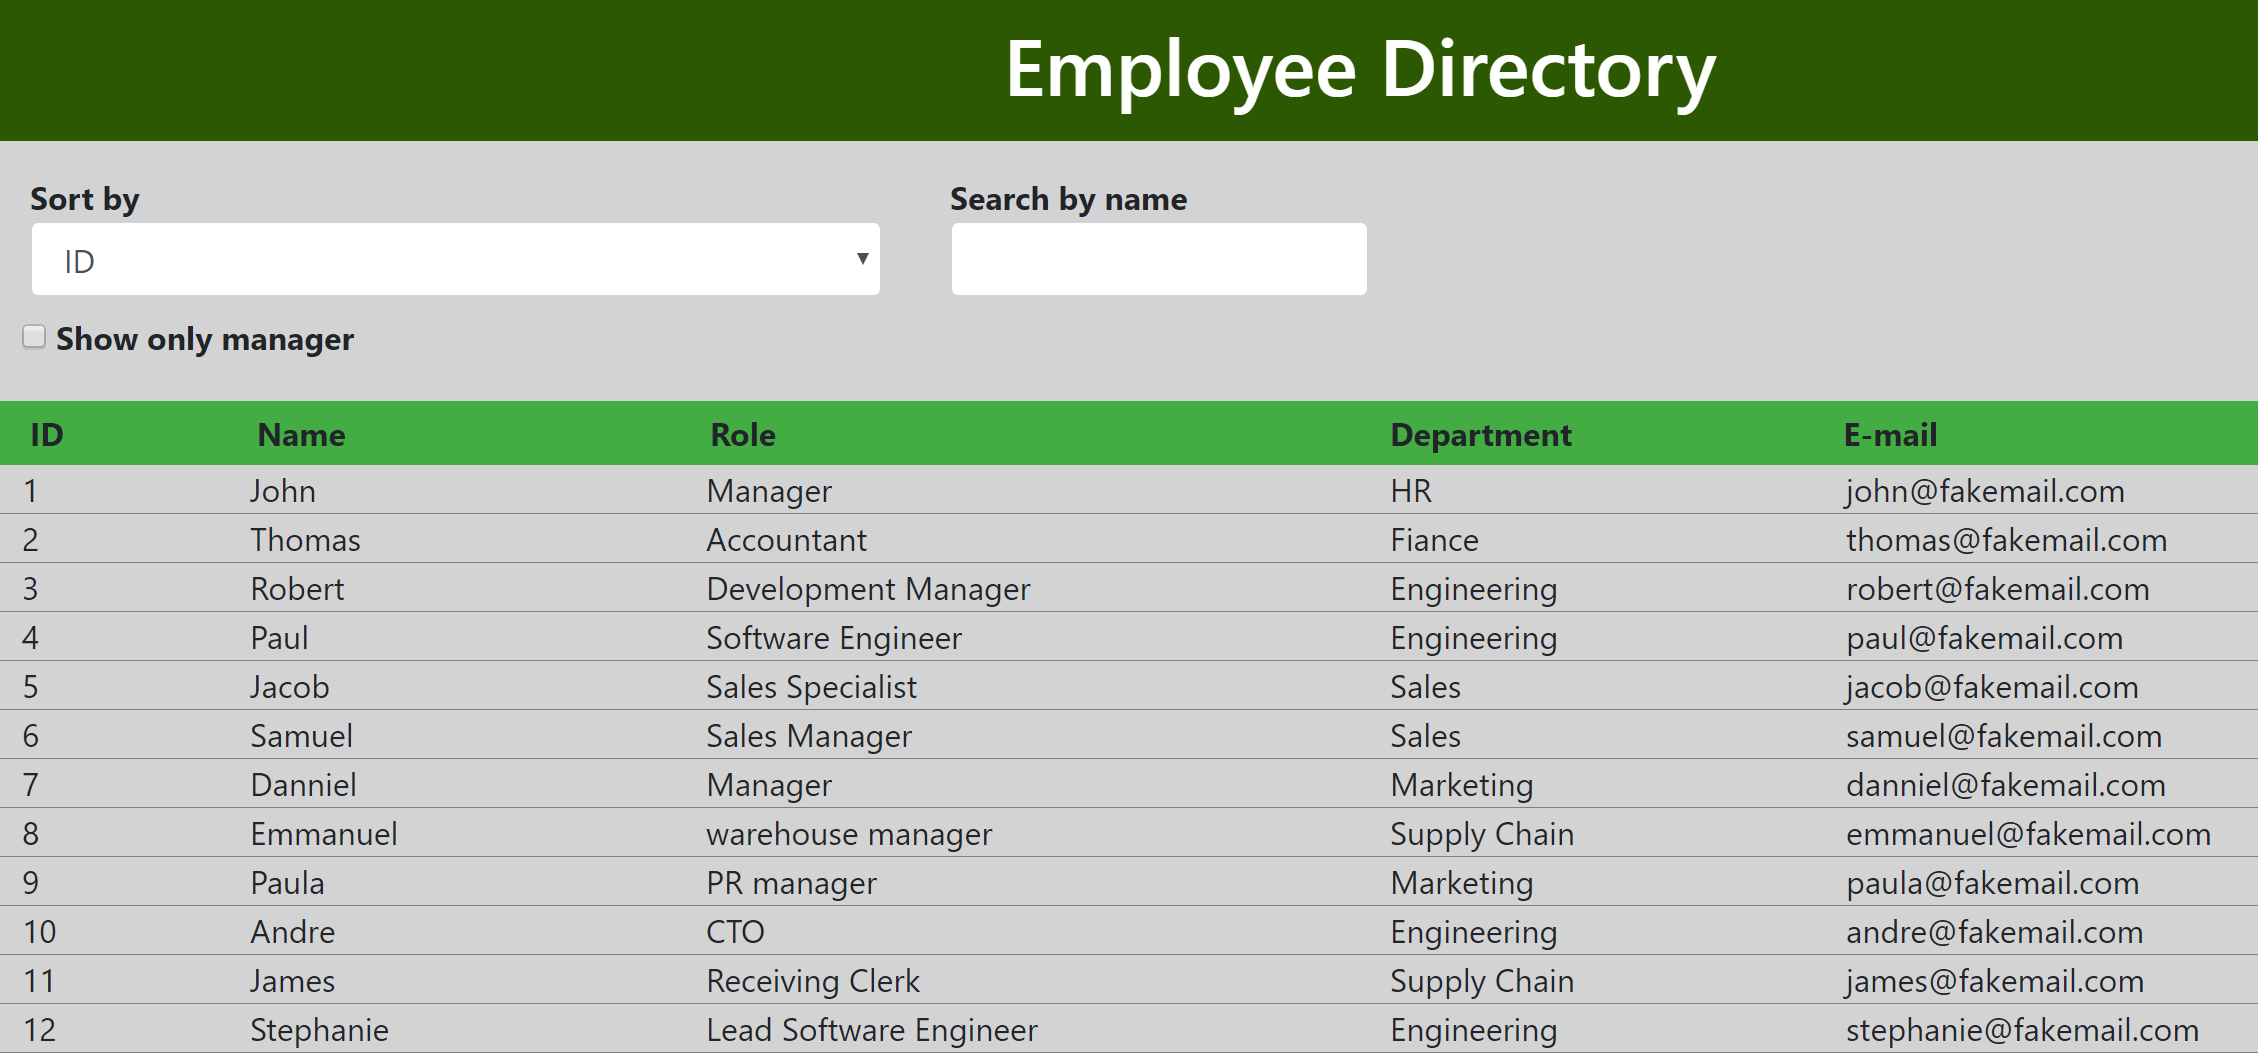 Employee Directory
Sort by
Search by name
ID
Show only manager
ID Name Role Department E-mail
1 John Manager HR john@fakemail.com
2 Thomas Accountant Fiance thomas@fakemail.com
3 Robert Development Manager Engineering robert@fakemail.com
4 Paul Software Engineer Engineering paul@fakemail.com
5 Jacob Sales Specialist Sales jacob@fakemail.com
6 Samuel Sales Manager Sales samuel@fakemail.com
7 Danniel Manager Marketing danniel@fakemail.com
8 Emmanuel warehouse manager Supply Chain emmanuel@fakemail.com
9 Paula PR manager Marketing paula@fakemail.com
10 Andre CTO Engineering andre@fakemail.com
11 James Receiving Clerk Supply Chain james@fakemail.com
12 Stephanie Lead Software Engineer Engineering stephanie@fakemail.com